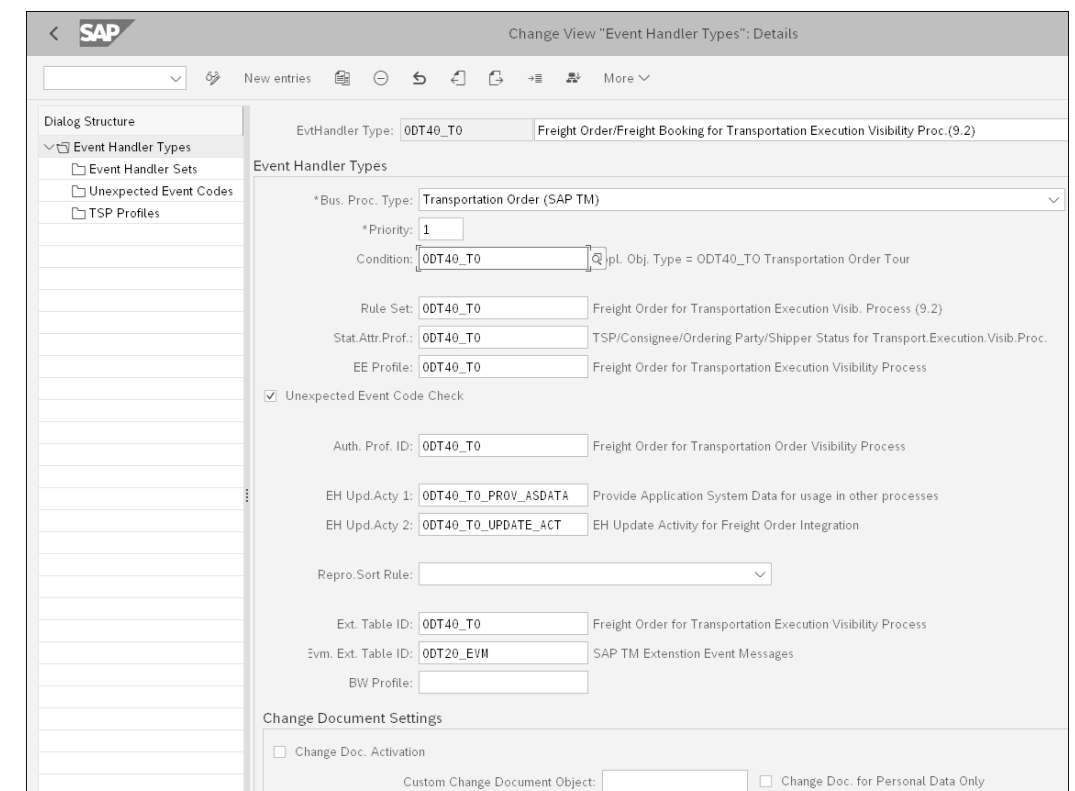 SAP
Change View "Event Handler Types": Details
New entries
More
Dialog Structure
Event Handler Types
Event Handler Sets
Unexpected Event Codes
TSP Profiles
EvtHandler Type: ODT40_TO Freight Order/Freight Booking for Transportation Execution Visibility Proc.(9.2)
Event Handler Types
*Bus. Proc. Type: Transportation Order (SAP TM)
*Priority: 1
Condition: ODT40_TO pl. Obj. Type = ODT40_TO Transportation Order Tour
Rule Set: ODT40_TO Freight Order for Transportation Execution Visib. Process (9.2)
Stat.Attr.Prof.: ODT40_TO TSP/Consignee/Ordering Party/Shipper Status for Transport.Execution.Visib.Proc.
EE Profile: ODT40_TO Freight Order for Transportation Execution Visibility Process
Unexpected Event Code Check
Auth. Prof. ID: ODT40_TO Freight Order for Transportation Order Visibility Process
EH Upd.Acty 1: ODT40_TO_PROV_ASDATA Provide Application System Data for usage in other processes
EH Upd.Acty 2: ODT40_TO_UPDATE_ACT EH Update Activity for Freight Order Integration
Repro.Sort Rule:
Ext. Table ID: ODT40_TO Freight Order for Transportation Execution Visibility Process
Evm. Ext. Table ID: ODT20_EVM SAP TM Extenstion Event Messages
BW Profile:
Change Document Settings
Change Doc. Activation
Custom Change Document Object: Change Doc. for Personal Data Only